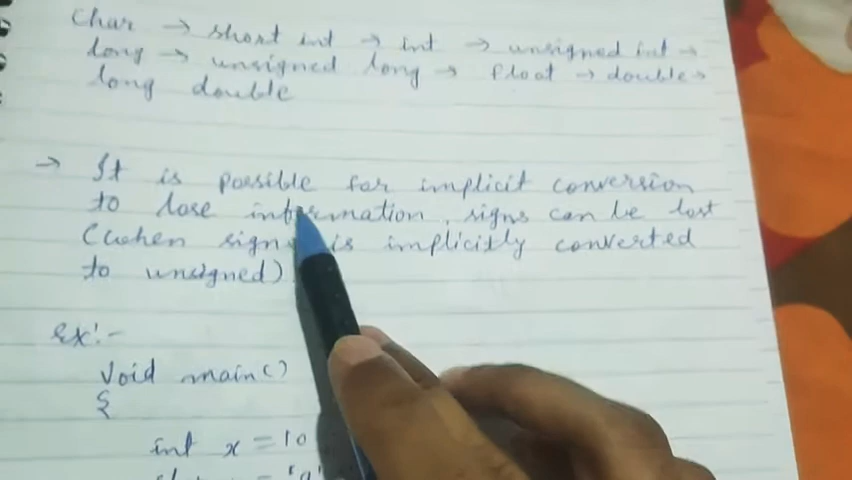 Char → short int → int → unsigned int →
long → unsigned long → float → double →
long double
→ It is possible for implicit conversion
to lose information, signs can be lost
(when sign is implicitly converted
to unsigned)
Ex:-
Void main()
{
int x = 10